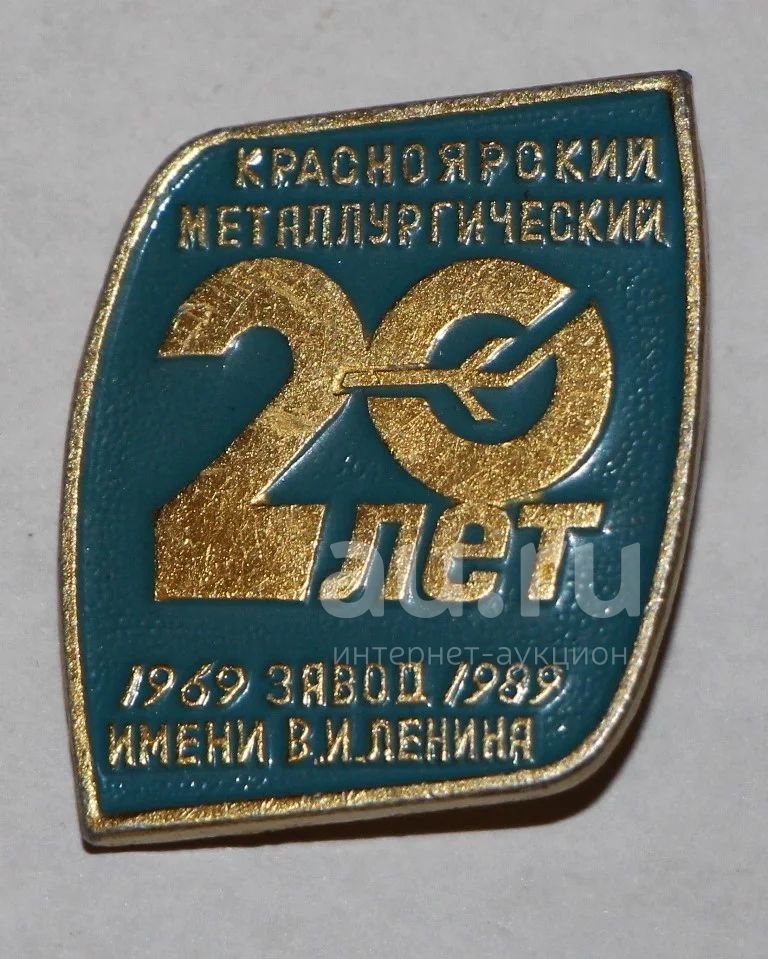 КРАСНОЯРСКИЙ
МЕТАЛЛУРГИЧЕСКИЙ
20
лет
au.ru
интернет-аукцион
1969 ЗАВОД 1989
ИМЕНИ В.И.ЛЕНИНА